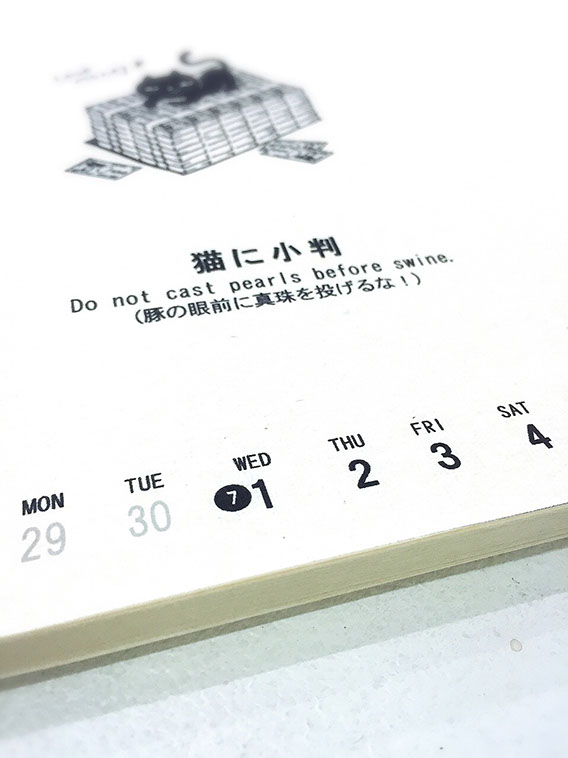 猫に小判
Do not cast pearls before swine.
(豚の眼前に真珠を投げるな！)
MON TUE WED THU FRI SAT
29 30 7 1 2 3 4